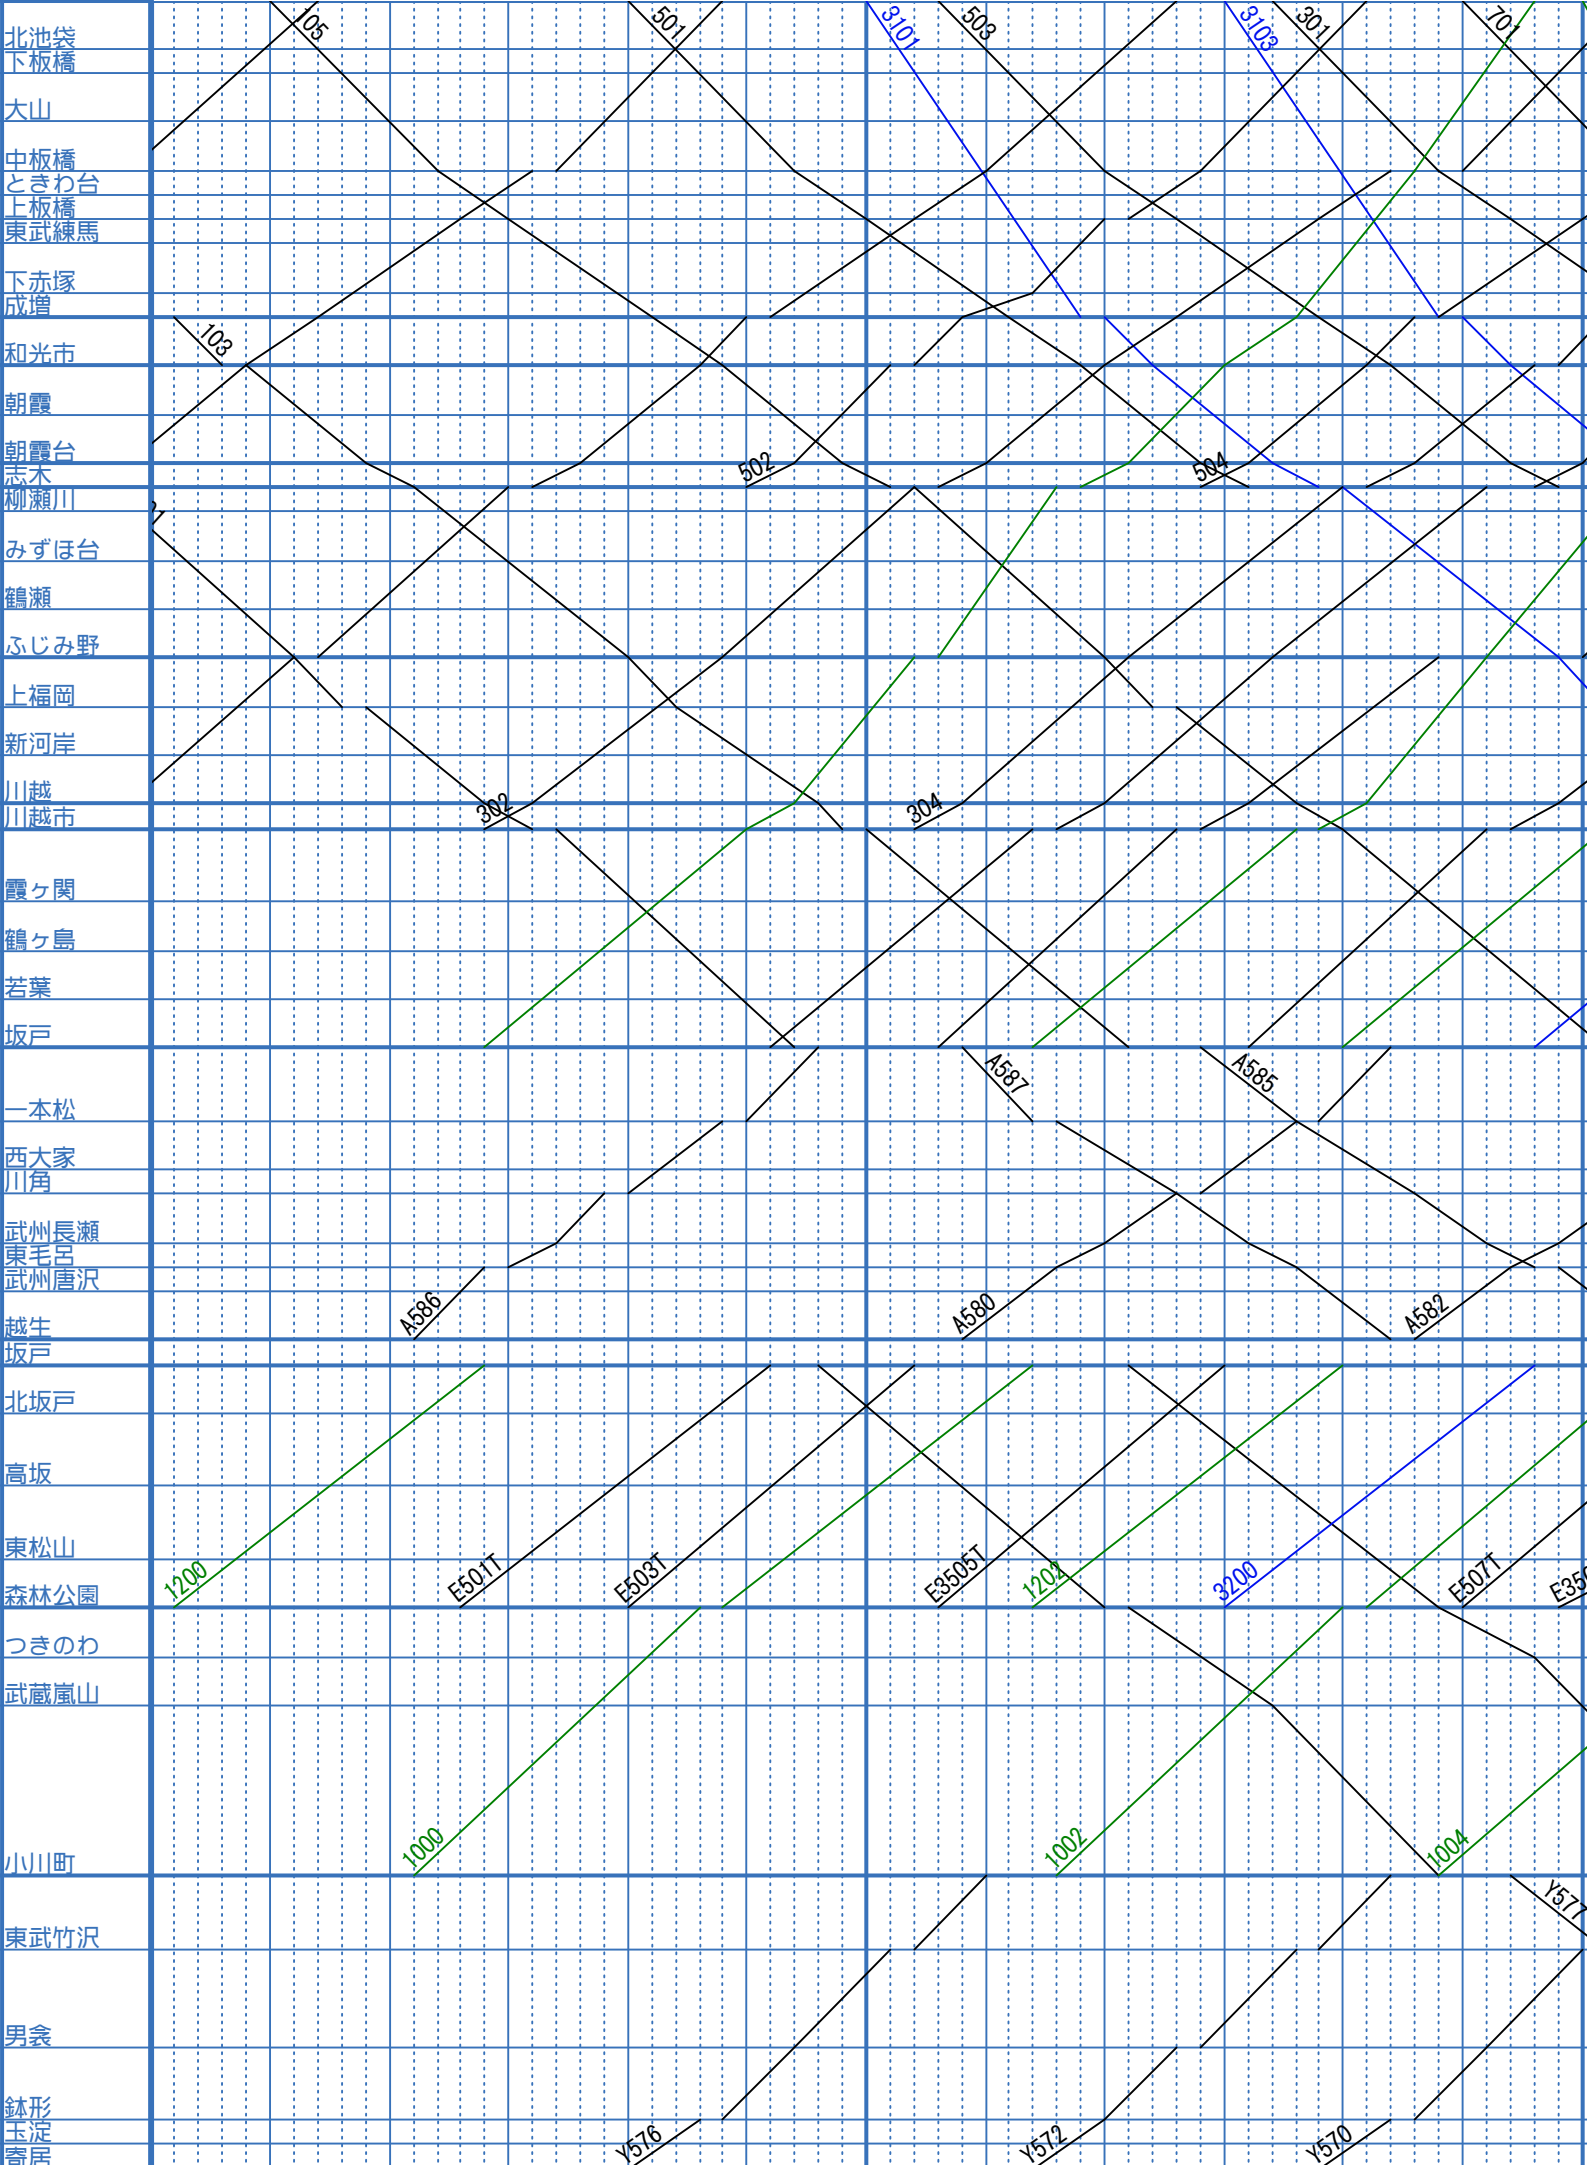 105
501
3101
503
3103
301
701
北池袋
下板橋
大山
中板橋
ときわ台
上板橋
東武練馬
下赤塚
成増
103
和光市
朝霞
朝霞台
502
504
志木
柳瀬川
みずほ台
鶴瀬
ふじみ野
上福岡
新河岸
川越
302
304
川越市
霞ヶ関
鶴ヶ島
若葉
坂戸
A587
A585
一本松
西大家
川角
武州長瀬
東毛呂
武州唐沢
A586
A580
A582
越生
坂戸
北坂戸
高坂
東松山
1200
E501T
E503T
E3505T
1202
3200
E507T
E350
森林公園
つきのわ
武蔵嵐山
1000
1002
1004
小川町
Y577
東武竹沢
男衾
鉢形
玉淀
Y576
Y572
Y570
寄居